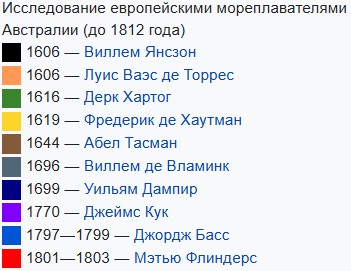 Исследование европейскими мореплавателями
Австралии (до 1812 года)
1606 — Виллем Янсзон
1606 — Луис Ваэс де Торрес
1616 — Дерк Хартог
1619 — Фредерик де Хаутман
1644 — Абел Тасман
1696 — Виллем де Вламинк
1699 — Уильям Дампир
1770 — Джеймс Кук
1797—1799 — Джордж Басс
1801—1803 — Мэтью Флиндерс